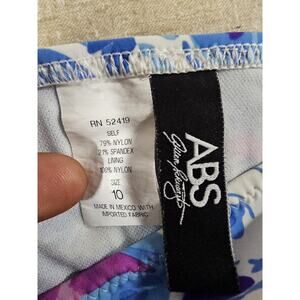 RN 52419
SELF
79% NYLON
21% SPANDEX
LINING
100% NYLON
SIZE
10
MADE IN MEXICO WITH
IMPORTED FABRIC
ABS
Allen Schwartz